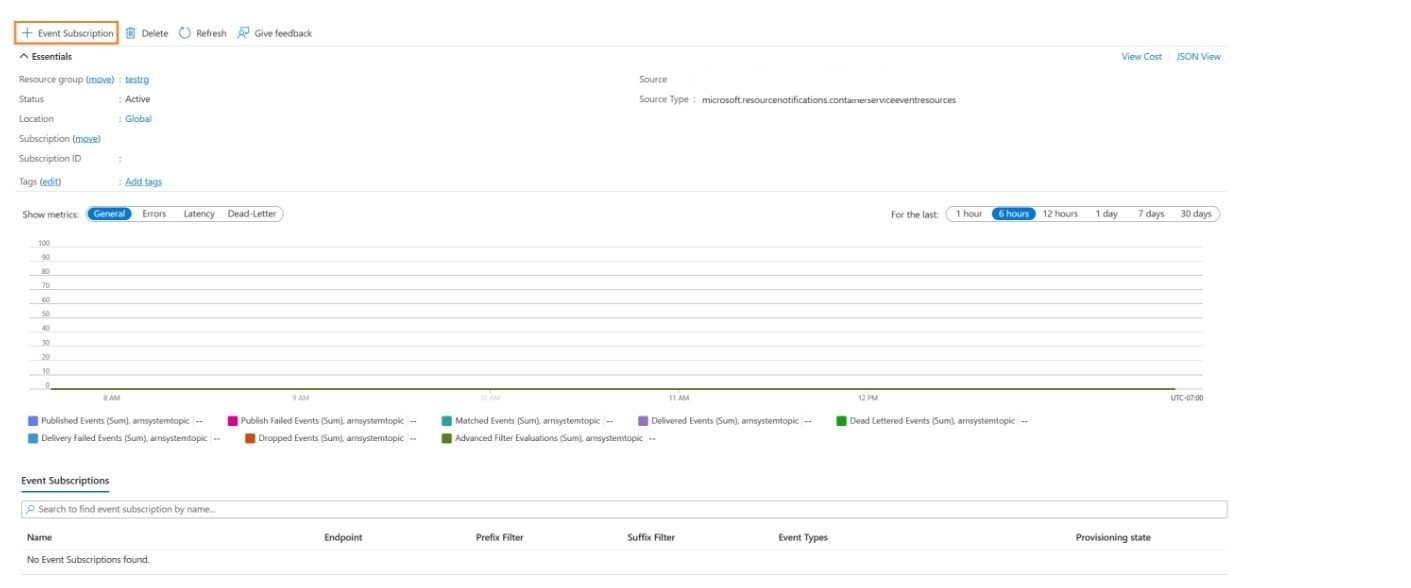 + Event Subscription Delete Refresh Give feedback
Essentials View Cost JSON View
Resource group (move) : testrg Source
Status : Active Source Type : microsoft.resourcenotifications.containerserviceeventresources
Location : Global
Subscription (move)
Subscription ID :
Tags (edit) : Add tags
Show metrics: General Errors Latency Dead-Letter For the last: 1 hour 6 hours 12 hours 1 day 7 days 30 days
100
90
80
70
60
50
40
30
20
10
0
8 AM 9 AM 10 AM 11 AM 12 PM UTC-07:00
Published Events (Sum), arnsystemtopic -- Publish Failed Events (Sum), arnsystemtopic -- Matched Events (Sum), arnsystemtopic -- Delivered Events (Sum), arnsystemtopic -- Dead Lettered Events (Sum), arnsystemtopic --
Delivery Failed Events (Sum), arnsystemtopic -- Dropped Events (Sum), arnsystemtopic -- Advanced Filter Evaluations (Sum), arnsystemtopic --
Event Subscriptions
Search to find event subscription by name...
Name Endpoint Prefix Filter Suffix Filter Event Types Provisioning state
No Event Subscriptions found.